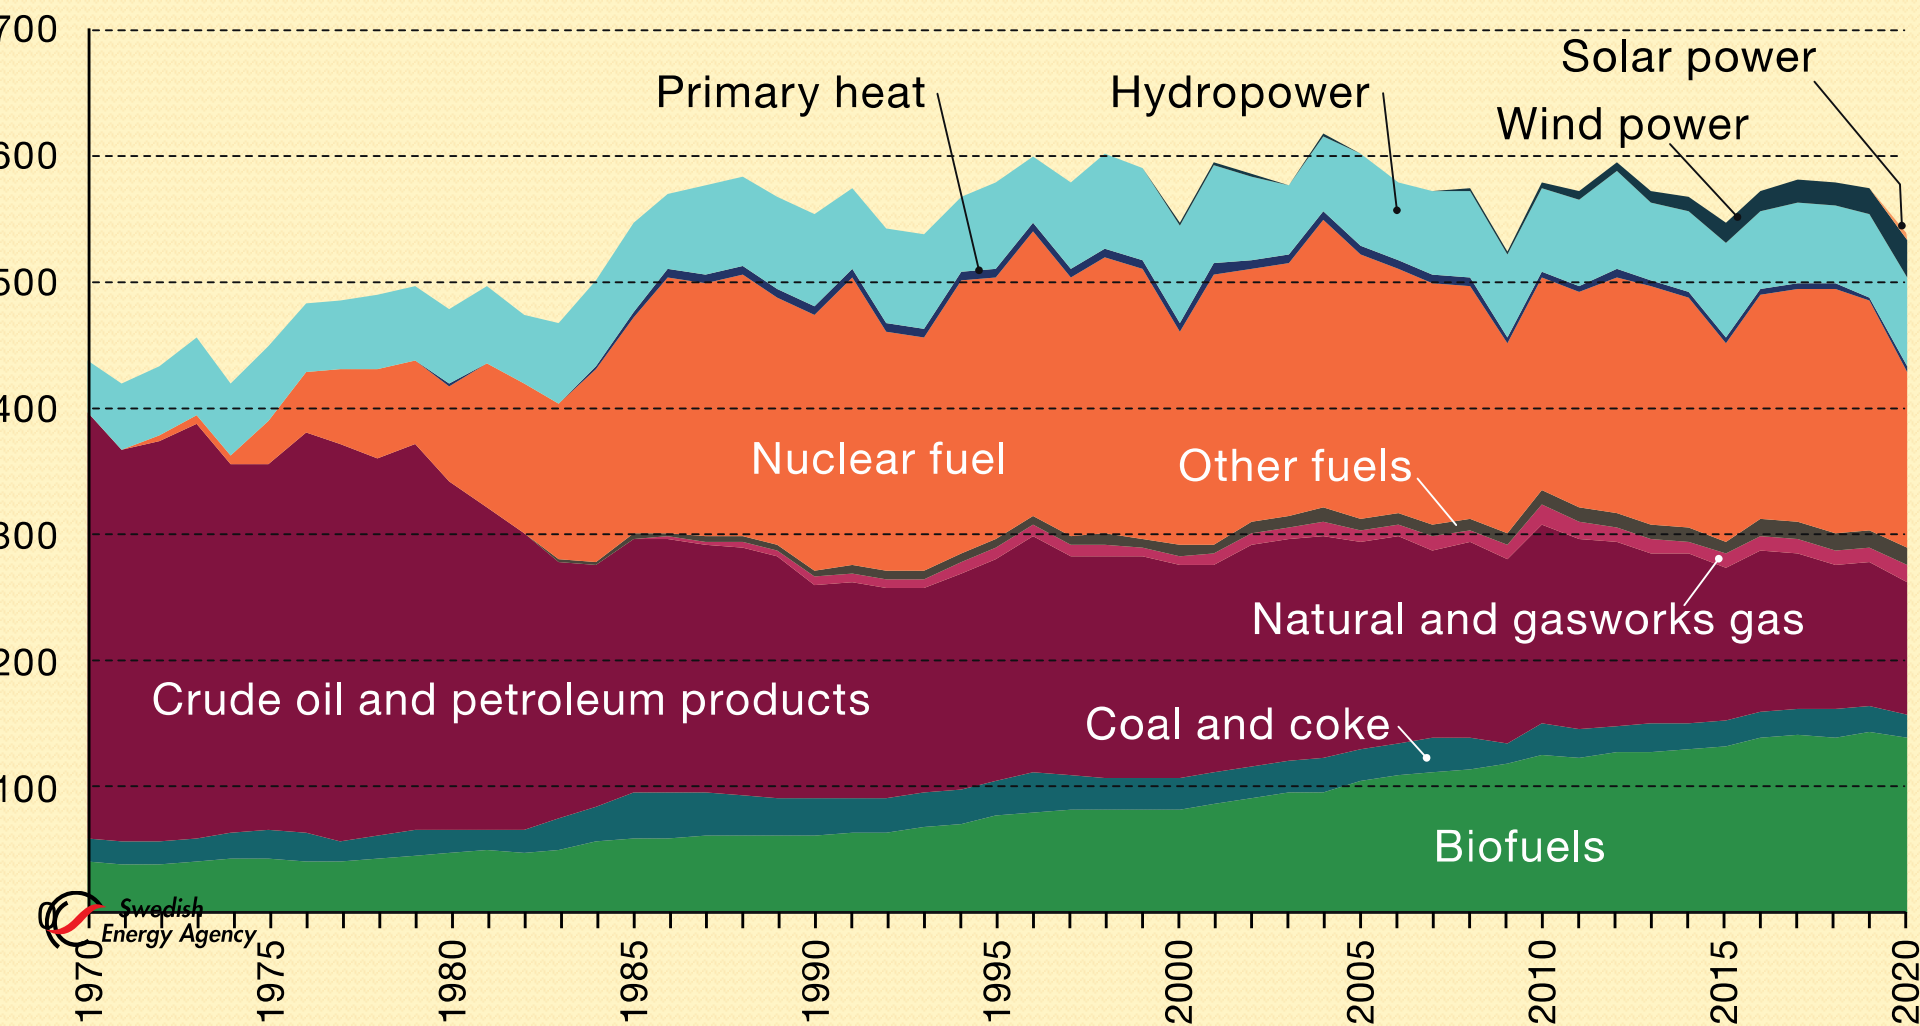 700
Solar power
Primary heat
Hydropower
Wind power
600
500
400
Nuclear fuel
Other fuels
300
Natural and gasworks gas
200
Crude oil and petroleum products
Coal and coke
100
Biofuels
0
Swedish
Energy Agency
1970
1975
1980
1985
1990
1995
2000
2005
2010
2015
2020